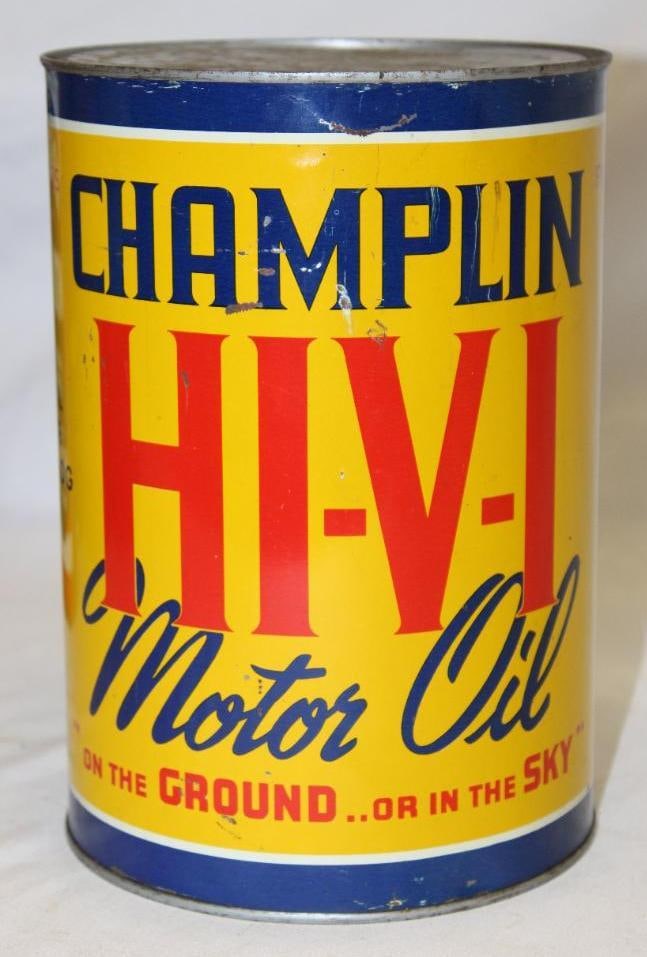 CHAMPLIN
HI-V-I
Motor Oil
"ON THE GROUND..OR IN THE SKY"